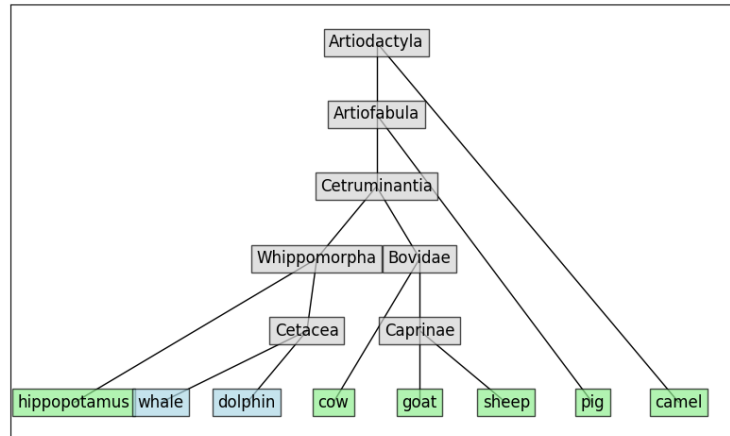 Artiodactyla
Artiofabula
Cetruminantia
Whippomorpha Bovidae
Cetacea Caprinae
hippopotamus whale dolphin cow goat sheep pig camel